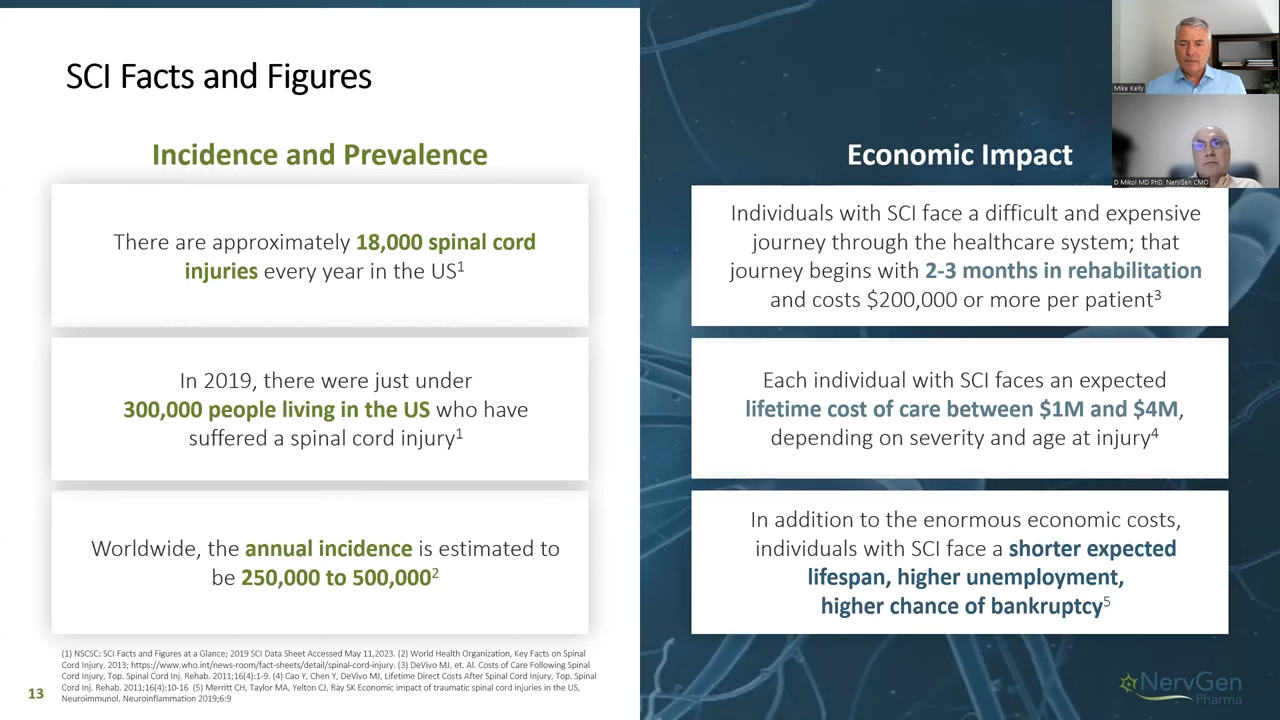 SCI Facts and Figures
Incidence and Prevalence
There are approximately 18,000 spinal cord
injuries every year in the US1
In 2019, there were just under
300,000 people living in the US who have
suffered a spinal cord injury1
Worldwide, the annual incidence is estimated to
be 250,000 to 500,0002
(1) NSCSC: SCI Facts and Figures at a Glance; 2019 SCI Data Sheet Accessed May 11,2023. (2) World Health Organization, Key Facts on Spinal
Cord Injury, 2013; https://www.who.int/news-room/fact-sheets/detail/spinal-cord-injury. (3) DeVivo MJ, et. Al. Costs of Care Following Spinal
Cord Injury, Top. Spinal Cord Inj. Rehab. 2011;16(4):1-9. (4) Cao Y, Chen Y, DeVivo MJ, Lifetime Direct Costs After Spinal Cord Injury, Top. Spinal
Cord Inj. Rehab. 2011;16(4):10-16 (5) Merritt CH, Taylor MA, Yelton CJ, Ray SK Economic impact of traumatic spinal cord injuries in the US,
Neuroimmunol. Neuroinflammation 2019;6:9
13
Economic Impact
Individuals with SCI face a difficult and expensive
journey through the healthcare system; that
journey begins with 2-3 months in rehabilitation
and costs $200,000 or more per patient3
Each individual with SCI faces an expected
lifetime cost of care between $1M and $4M,
depending on severity and age at injury4
In addition to the enormous economic costs,
individuals with SCI face a shorter expected
lifespan, higher unemployment,
higher chance of bankruptcy5
NervGen
Pharma
Mike Kelly
D Mikol MD PhD, NervGen CMO